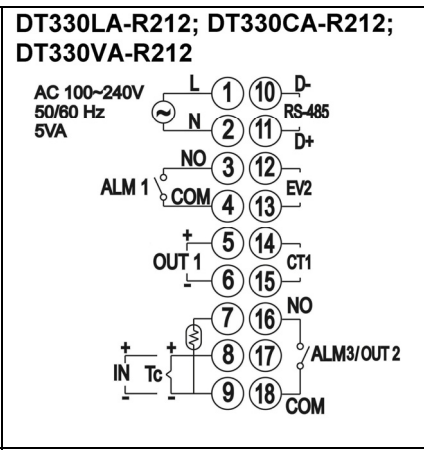 DT330LA-R212; DT330CA-R212;
DT330VA-R212
AC 100~240V
50/60 Hz
5VA
L 1 10 D-
RS-485
N 2 11 D+
NO 3 12
ALM 1 EV2
COM 4 13
+ 5 14
OUT 1 CT1
- 6 15
7 16 NO
+ + 8 17 ALM3/OUT 2
IN Tc
- - 9 18 COM